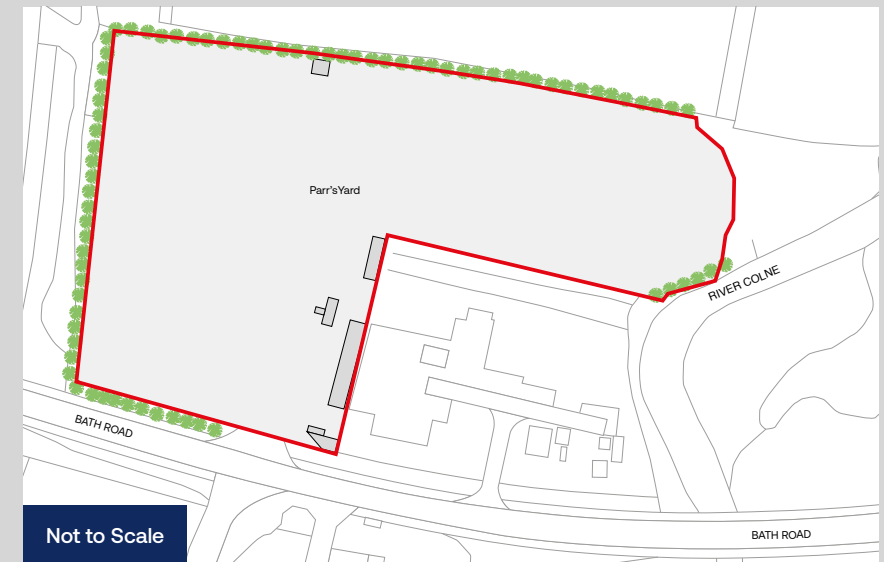 Parr'sYard
RIVER COLNE
BATH ROAD
Not to Scale
BATH ROAD